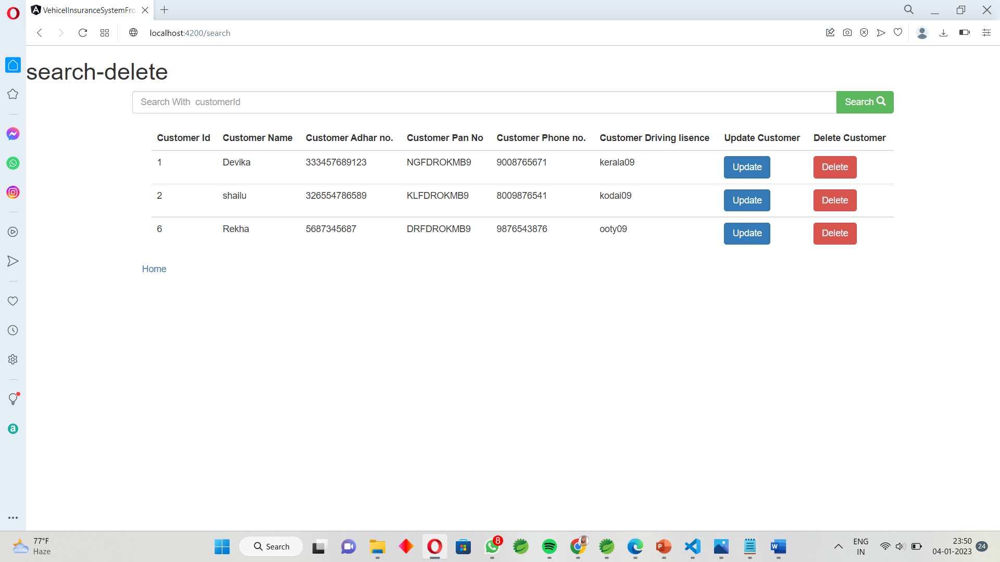 VehicelInsuranceSystemFro
localhost:4200/search
search-delete
Search With customerId
Search
Customer Id Customer Name Customer Adhar no. Customer Pan No Customer Phone no. Customer Driving lisence Update Customer Delete Customer
1 Devika 333457689123 NGFDROKMB9 9008765671 kerala09 Update Delete
2 shailu 326554786589 KLFDROKMB9 8009876541 kodai09 Update Delete
6 Rekha 5687345687 DRFDROKMB9 9876543876 ooty09 Update Delete
Home
77°F
Haze
Search
8
ENG
IN
23:50
04-01-2023
24